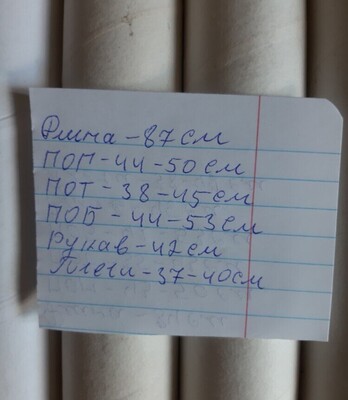 Длина - 87 см
ПОГ - 44 - 50 см
ПОТ - 38 - 45 см
ПОБ - 44 - 53 см
Рукав - 42 см
Плечи - 37 - 40 см